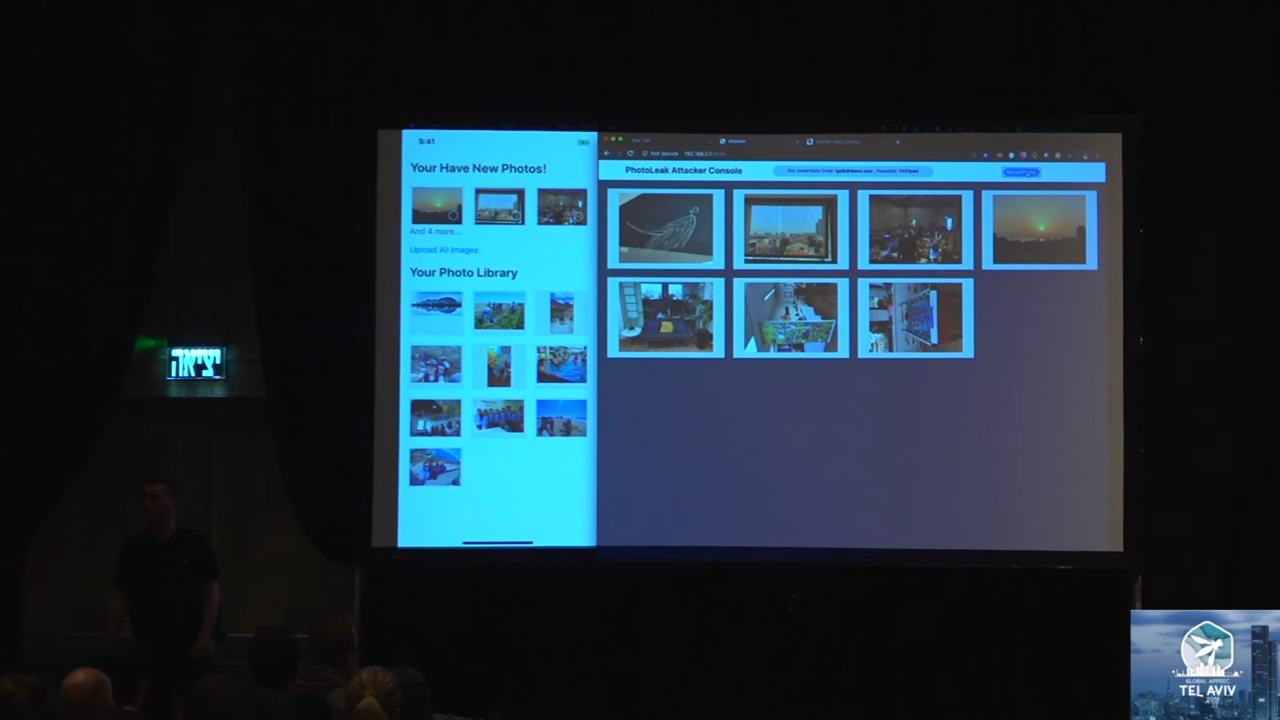 9:41
Your Have New Photos!
And 4 more...
Upload All Images
Your Photo Library
Not Secure
PhotoLeak Attacker Console
יציאה
GLOBAL APPSEC
TEL AVIV